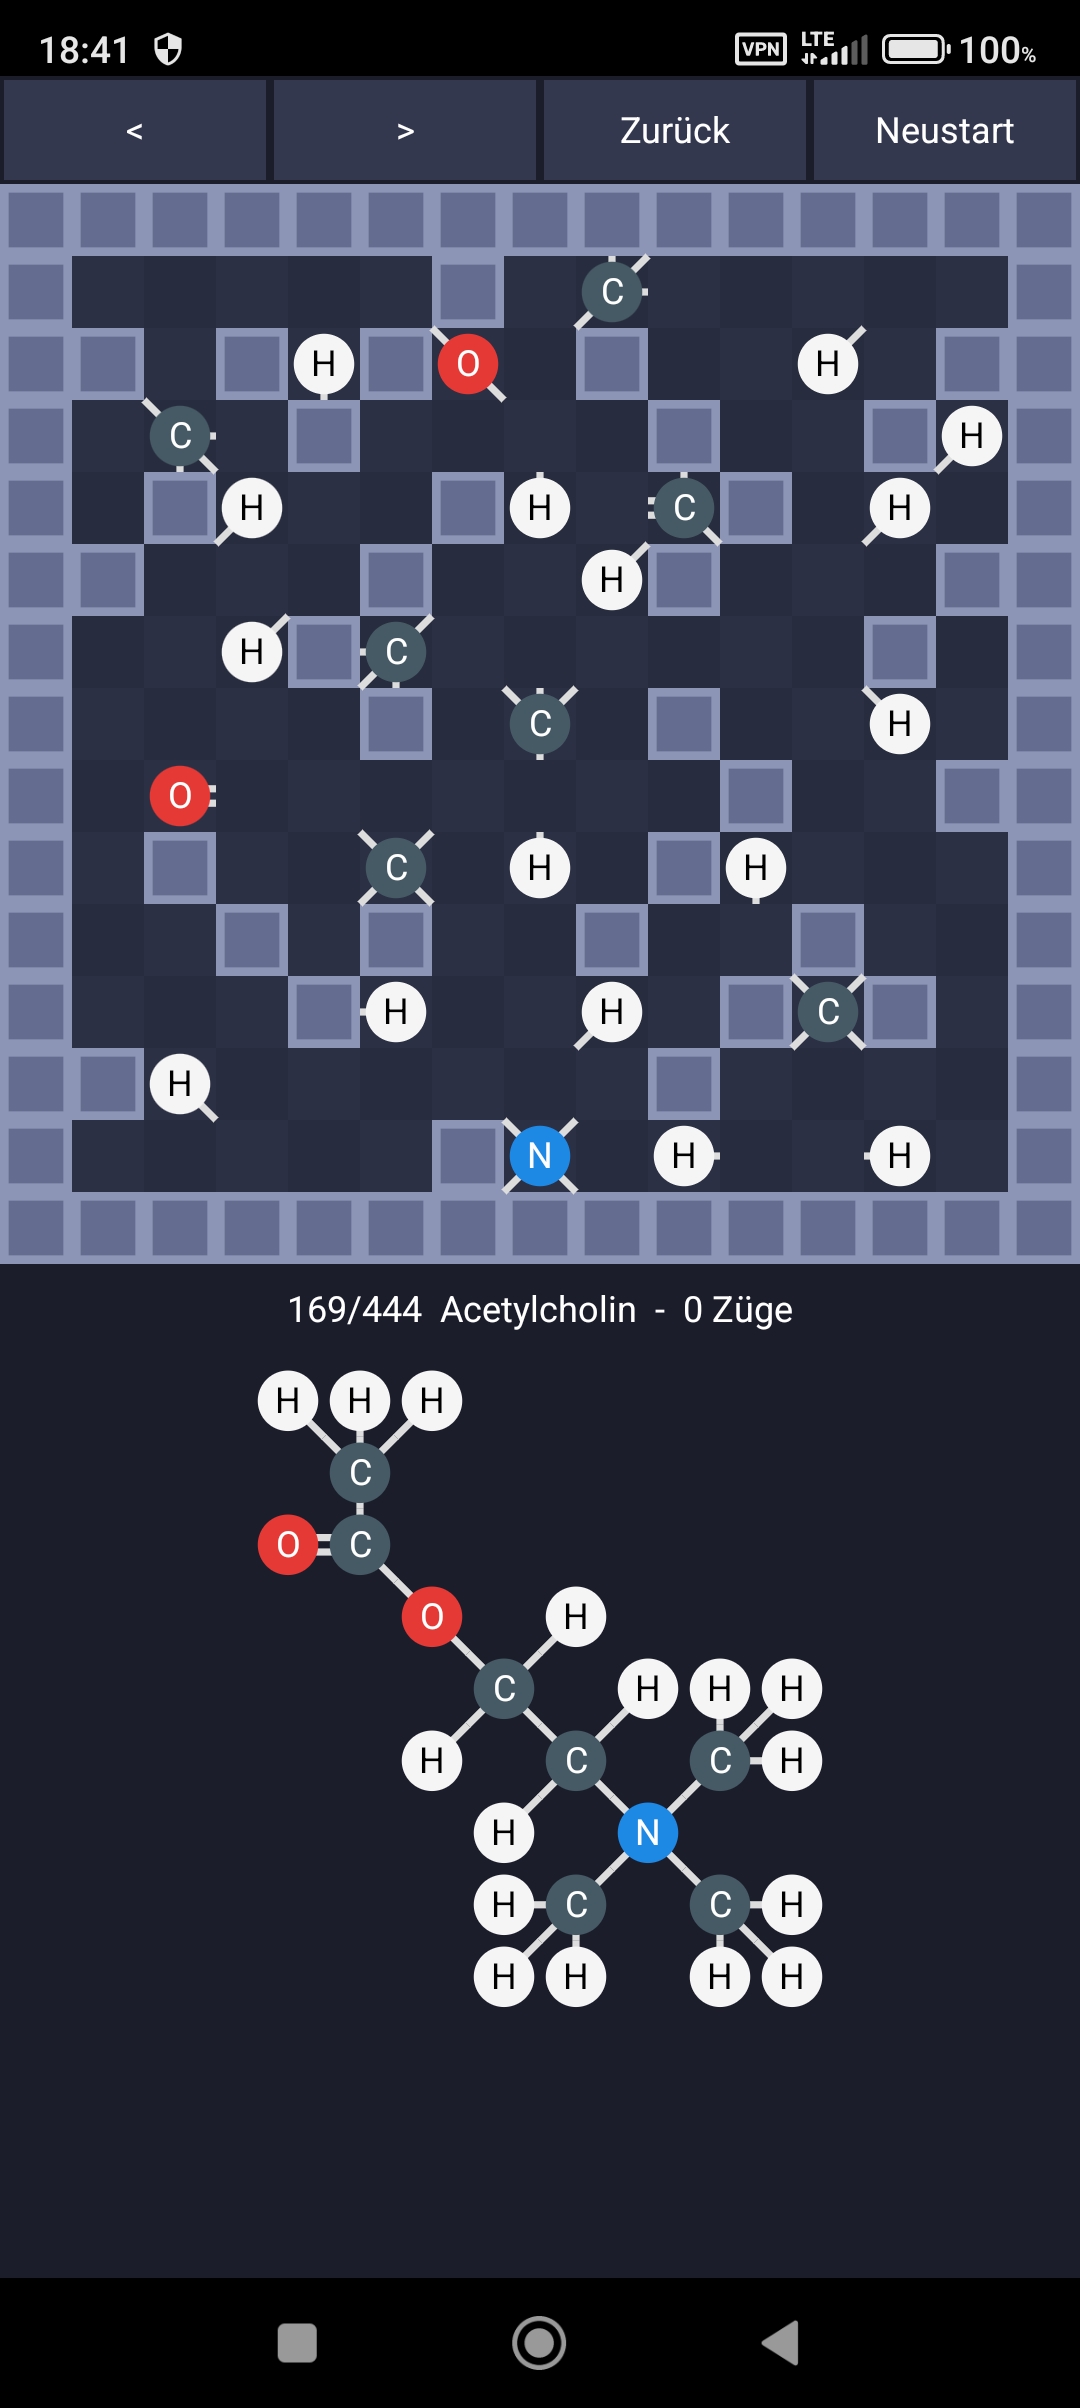 18:41 VPN LTE 100%
< > Zurück Neustart
C
H O H
C H
H H C H
H
H C
C H
O
C H H
H H C
H
N H H
169/444 Acetylcholin - 0 Züge
H H H
C
O C
O H
C H H H
H C C H
H N
H C C H
H H H H